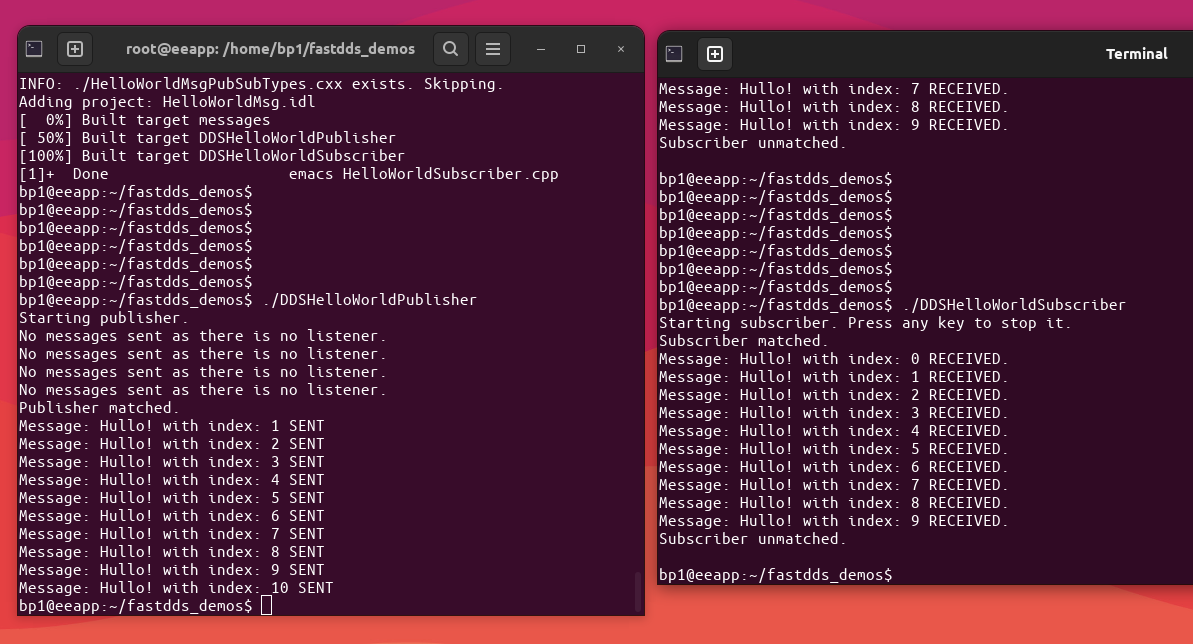 root@eeapp: /home/bp1/fastdds_demos
INFO: ./HelloWorldMsgPubSubTypes.cxx exists. Skipping.
Adding project: HelloWorldMsg.idl
[  0%] Built target messages
[ 50%] Built target DDSHelloWorldPublisher
[100%] Built target DDSHelloWorldSubscriber
[1]+  Done                    emacs HelloWorldSubscriber.cpp
bp1@eeapp:~/fastdds_demos$
bp1@eeapp:~/fastdds_demos$
bp1@eeapp:~/fastdds_demos$
bp1@eeapp:~/fastdds_demos$
bp1@eeapp:~/fastdds_demos$
bp1@eeapp:~/fastdds_demos$
bp1@eeapp:~/fastdds_demos$ ./DDSHelloWorldPublisher
Starting publisher.
No messages sent as there is no listener.
No messages sent as there is no listener.
No messages sent as there is no listener.
No messages sent as there is no listener.
Publisher matched.
Message: Hullo! with index: 1 SENT
Message: Hullo! with index: 2 SENT
Message: Hullo! with index: 3 SENT
Message: Hullo! with index: 4 SENT
Message: Hullo! with index: 5 SENT
Message: Hullo! with index: 6 SENT
Message: Hullo! with index: 7 SENT
Message: Hullo! with index: 8 SENT
Message: Hullo! with index: 9 SENT
Message: Hullo! with index: 10 SENT
bp1@eeapp:~/fastdds_demos$
Terminal
Message: Hullo! with index: 7 RECEIVED.
Message: Hullo! with index: 8 RECEIVED.
Message: Hullo! with index: 9 RECEIVED.
Subscriber unmatched.
bp1@eeapp:~/fastdds_demos$
bp1@eeapp:~/fastdds_demos$
bp1@eeapp:~/fastdds_demos$
bp1@eeapp:~/fastdds_demos$
bp1@eeapp:~/fastdds_demos$
bp1@eeapp:~/fastdds_demos$
bp1@eeapp:~/fastdds_demos$
bp1@eeapp:~/fastdds_demos$ ./DDSHelloWorldSubscriber
Starting subscriber. Press any key to stop it.
Subscriber matched.
Message: Hullo! with index: 0 RECEIVED.
Message: Hullo! with index: 1 RECEIVED.
Message: Hullo! with index: 2 RECEIVED.
Message: Hullo! with index: 3 RECEIVED.
Message: Hullo! with index: 4 RECEIVED.
Message: Hullo! with index: 5 RECEIVED.
Message: Hullo! with index: 6 RECEIVED.
Message: Hullo! with index: 7 RECEIVED.
Message: Hullo! with index: 8 RECEIVED.
Message: Hullo! with index: 9 RECEIVED.
Subscriber unmatched.
bp1@eeapp:~/fastdds_demos$